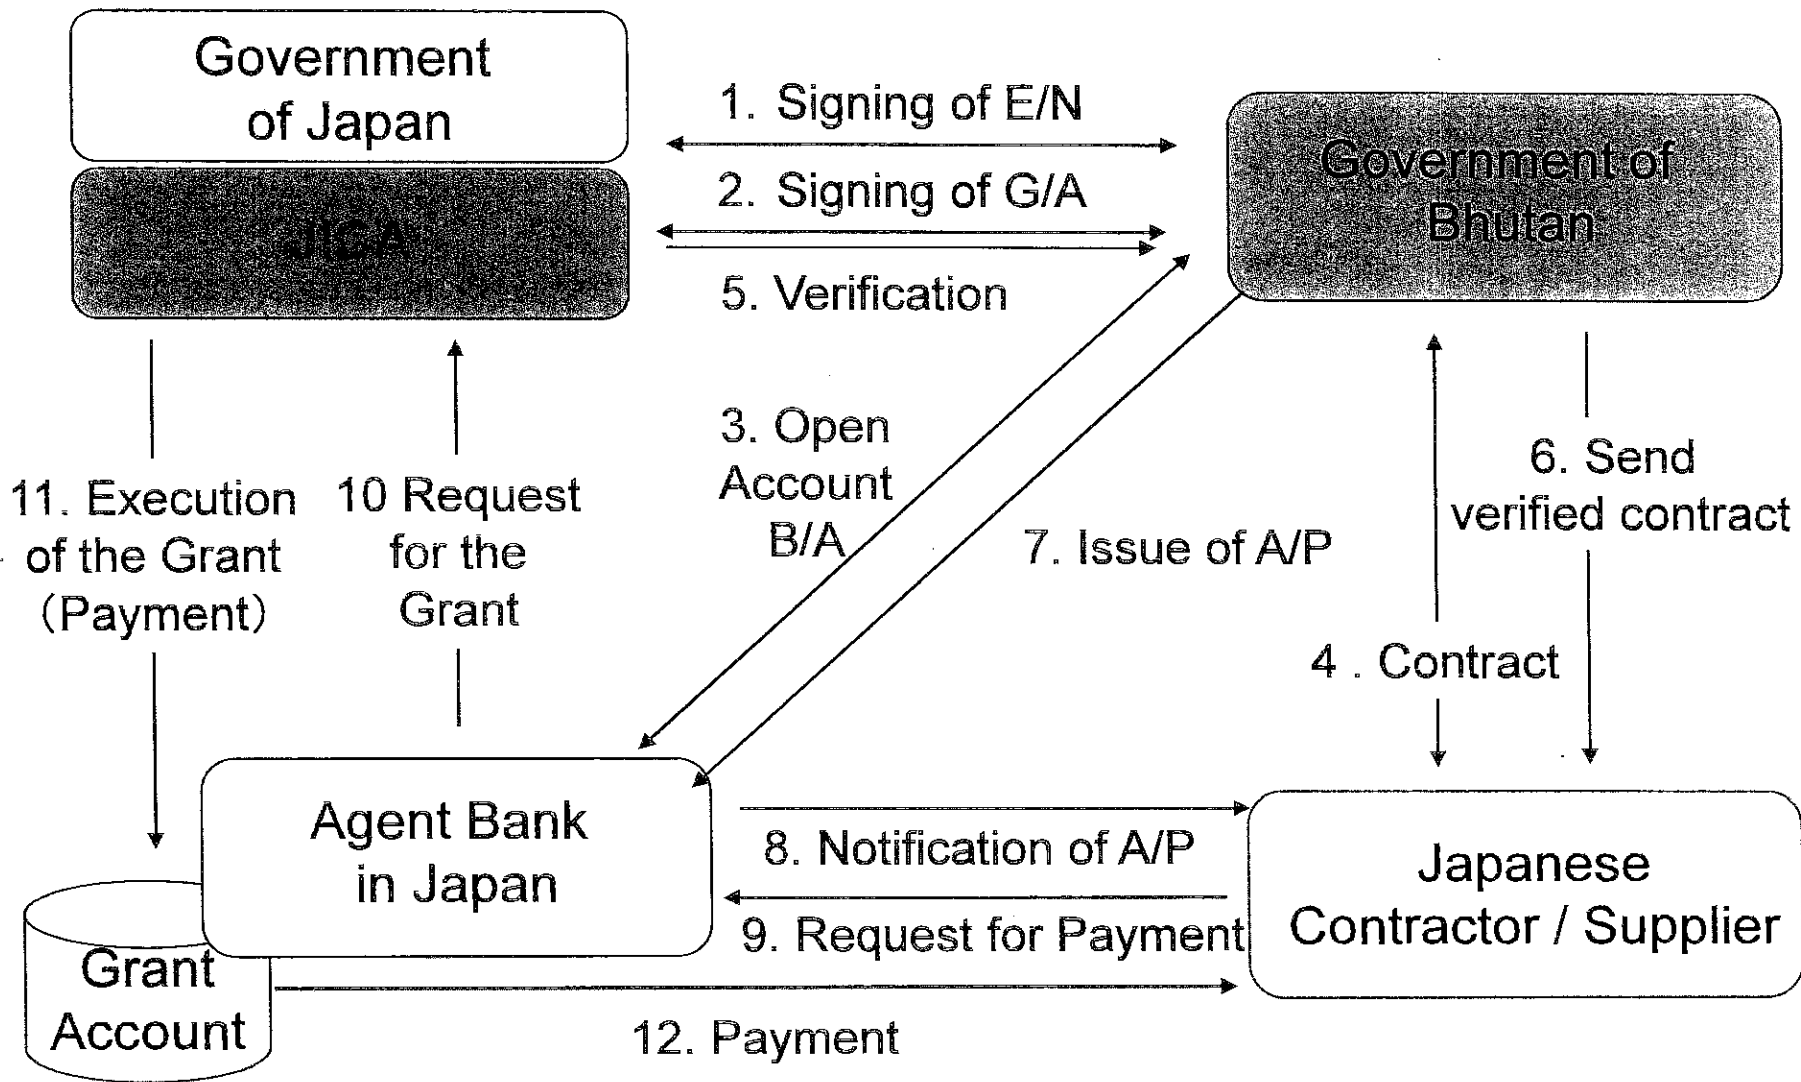 Government
of Japan
JICA
1. Signing of E/N
2. Signing of G/A
5. Verification
Government of
Bhutan
3. Open
Account
B/A
7. Issue of A/P
6. Send
verified contract
4 . Contract
11. Execution
of the Grant
(Payment)
10 Request
for the
Grant
Agent Bank
in Japan
8. Notification of A/P
9. Request for Payment
Japanese
Contractor / Supplier
Grant
Account
12. Payment